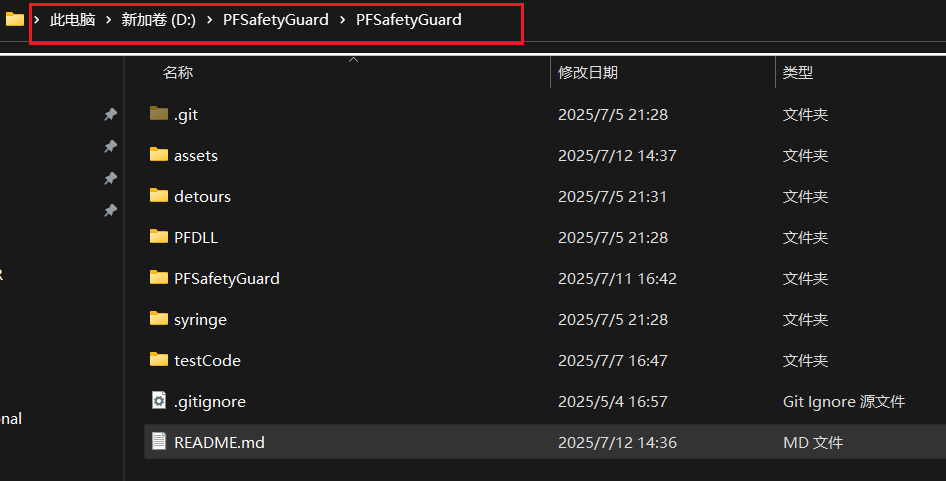 此电脑 > 新加卷 (D:) > PFSafetyGuard > PFSafetyGuard
名称 修改日期 类型
.git 2025/7/5 21:28 文件夹
assets 2025/7/12 14:37 文件夹
detours 2025/7/5 21:31 文件夹
PFDLL 2025/7/5 21:28 文件夹
R
PFSafetyGuard 2025/7/11 16:42 文件夹
syringe 2025/7/5 21:28 文件夹
testCode 2025/7/7 16:47 文件夹
.gitignore 2025/5/4 16:57 Git Ignore 源文件
onal
README.md 2025/7/12 14:36 MD 文件